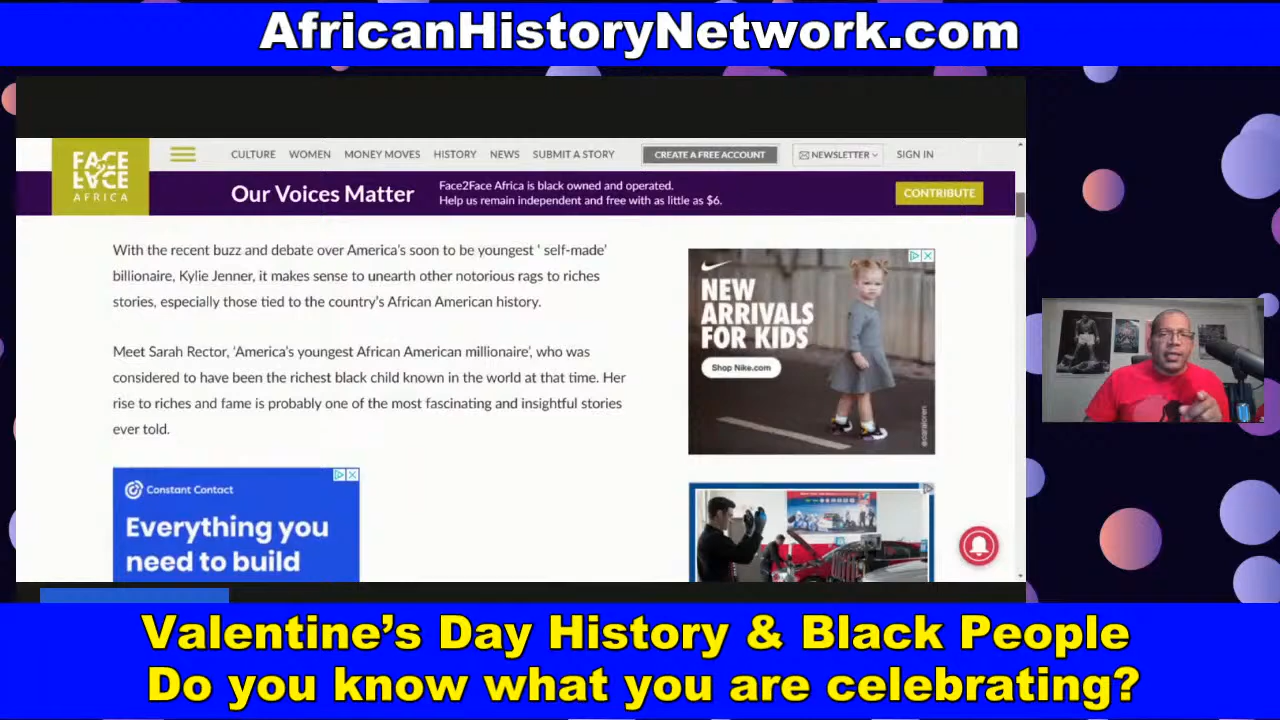 AfricanHistoryNetwork.com
FACE
2
FACE
AFRICA
CULTURE WOMEN MONEY MOVES HISTORY NEWS SUBMIT A STORY CREATE A FREE ACCOUNT NEWSLETTER SIGN IN
Our Voices Matter
Face2Face Africa is black owned and operated.
Help us remain independent and free with as little as $6.
CONTRIBUTE
With the recent buzz and debate over America's soon to be youngest ' self-made'
billionaire, Kylie Jenner, it makes sense to unearth other notorious rags to riches
stories, especially those tied to the country's African American history.
Meet Sarah Rector, 'America's youngest African American millionaire', who was
considered to have been the richest black child known in the world at that time. Her
rise to riches and fame is probably one of the most fascinating and insightful stories
ever told.
Constant Contact
Everything you
need to build
NEW
ARRIVALS
FOR KIDS
Shop Nike.com
Valentine's Day History & Black People
Do you know what you are celebrating?